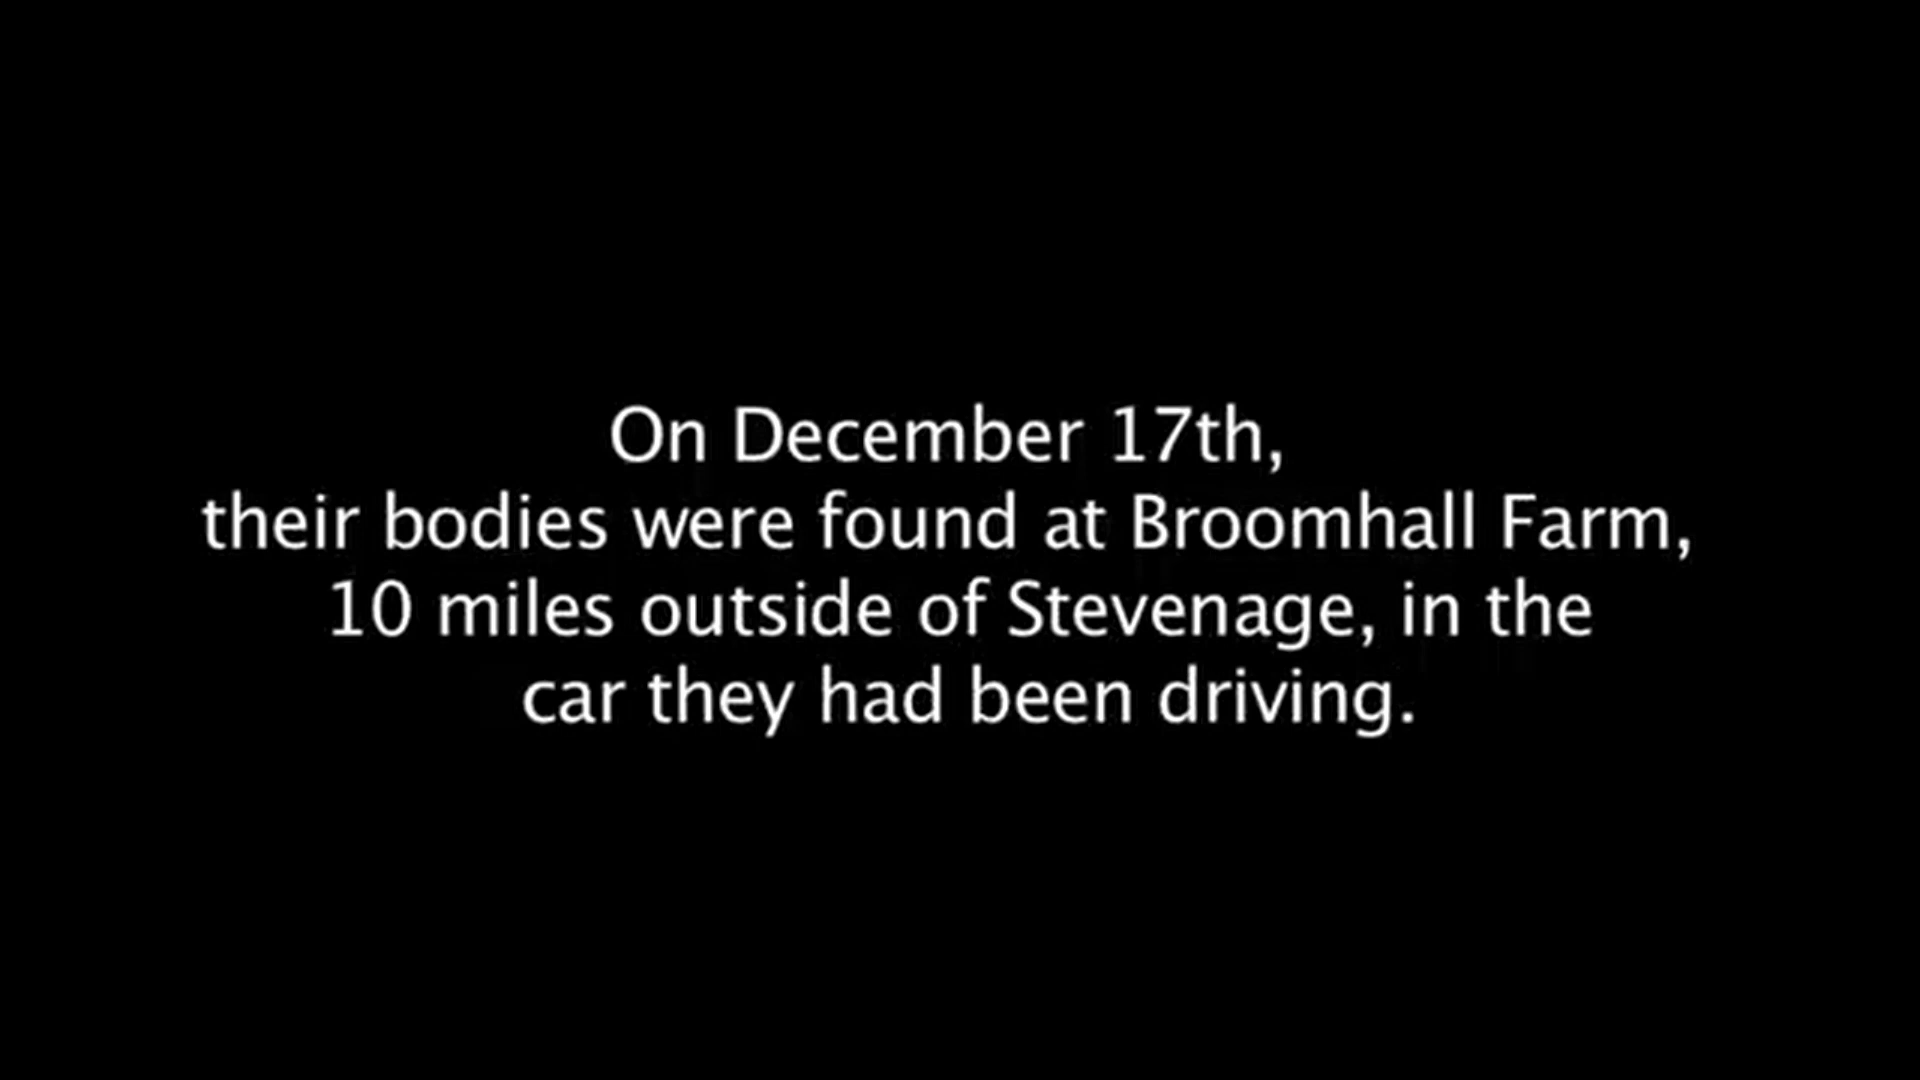 On December 17th,
their bodies were found at Broomhall Farm,
10 miles outside of Stevenage, in the
car they had been driving.